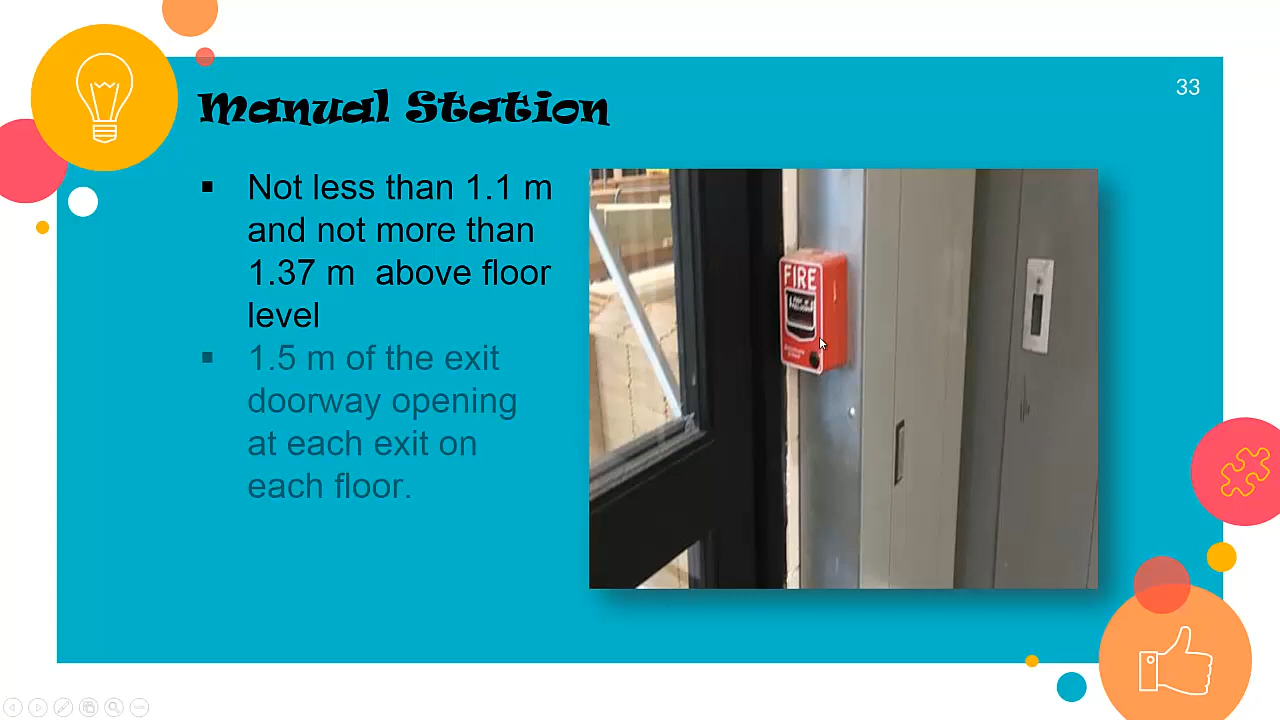 33
Manual Station
▪ Not less than 1.1 m
and not more than
1.37 m above floor
level
▪ 1.5 m of the exit
doorway opening
at each exit on
each floor.
FIRE